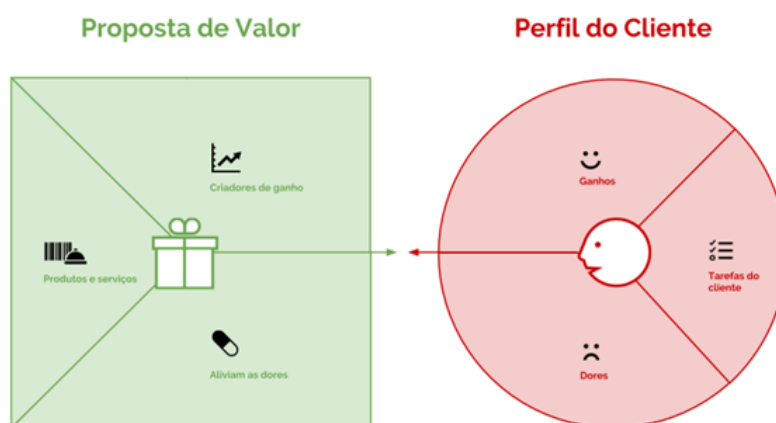 Proposta de Valor
Perfil do Cliente
Criadores de ganho
Produtos e serviços
Aliviam as dores
Ganhos
Tarefas do
cliente
Dores